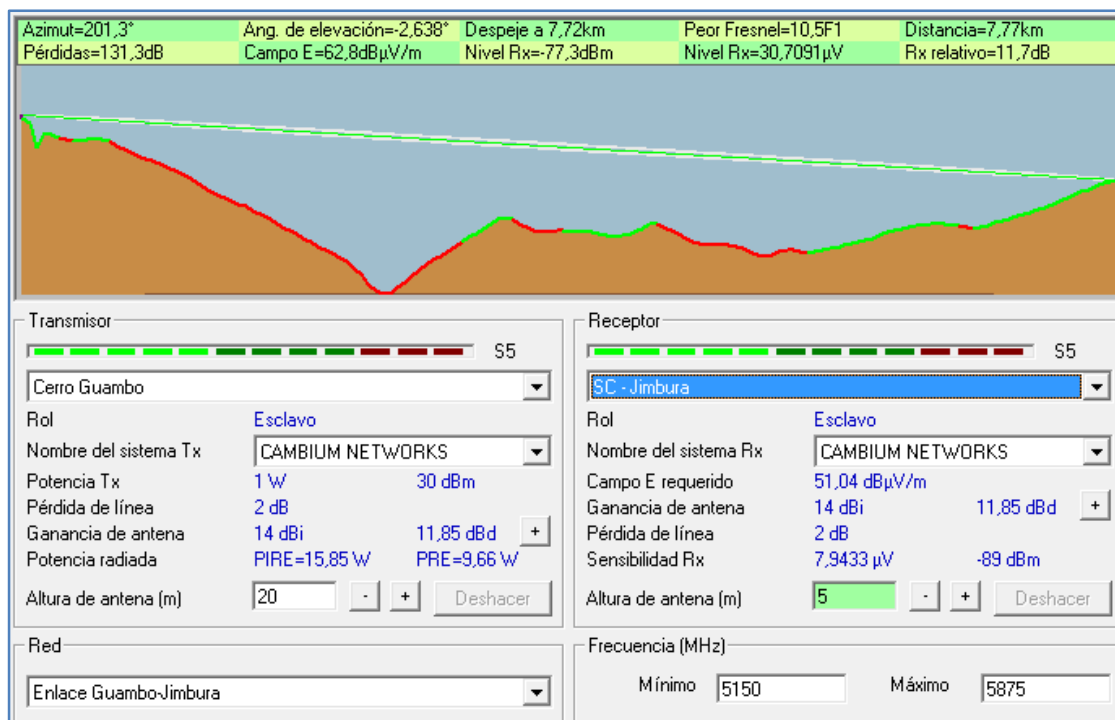 Azimut=201,3° Ang. de elevación=-2,638° Despeje a 7,72km Peor Fresnel=10,5F1 Distancia=7,77km
Pérdidas=131,3dB Campo E=62,8dBµV/m Nivel Rx=-77,3dBm Nivel Rx=30,7091µV Rx relativo=11,7dB
Transmisor
S5
Cerro Guambo
Rol Esclavo
Nombre del sistema Tx CAMBIUM NETWORKS
Potencia Tx 1 W 30 dBm
Pérdida de línea 2 dB
Ganancia de antena 14 dBi 11,85 dBd +
Potencia radiada PIRE=15,85 W PRE=9,66 W
Altura de antena (m) 20 - + Deshacer
Receptor
S5
SC - Jimbura
Rol Esclavo
Nombre del sistema Rx CAMBIUM NETWORKS
Campo E requerido 51,04 dBµV/m
Ganancia de antena 14 dBi 11,85 dBd +
Pérdida de línea 2 dB
Sensibilidad Rx 7,9433 µV -89 dBm
Altura de antena (m) 5 - + Deshacer
Red
Enlace Guambo-Jimbura
Frecuencia (MHz)
Mínimo 5150 Máximo 5875